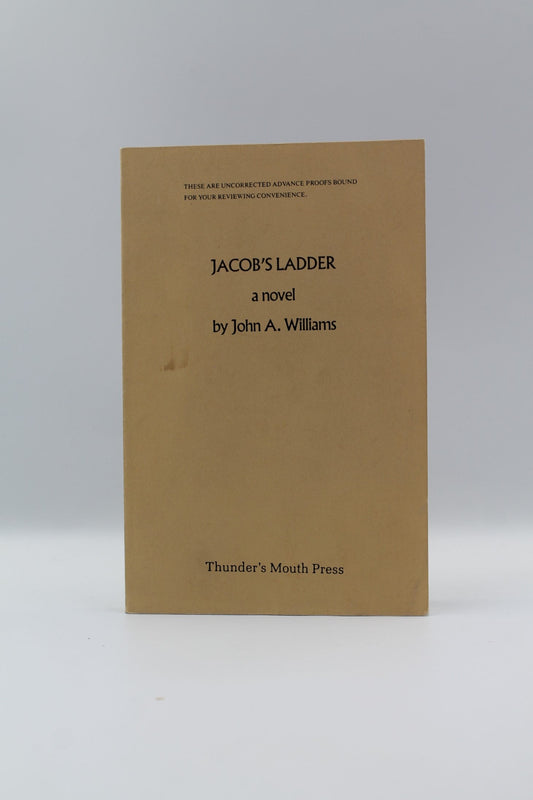 THESE ARE UNCORRECTED ADVANCE PROOFS BOUND
FOR YOUR REVIEWING CONVENIENCE.
JACOB'S LADDER
a novel
by John A. Williams
Thunder's Mouth Press